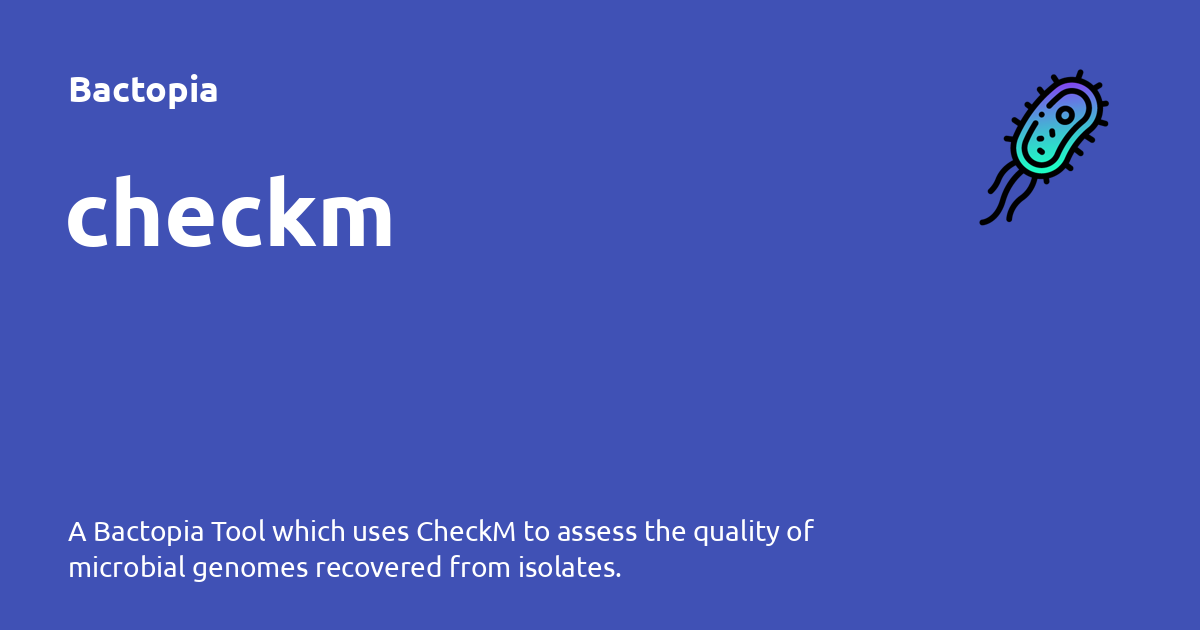 Bactopia
checkm
A Bactopia Tool which uses CheckM to assess the quality of
microbial genomes recovered from isolates.